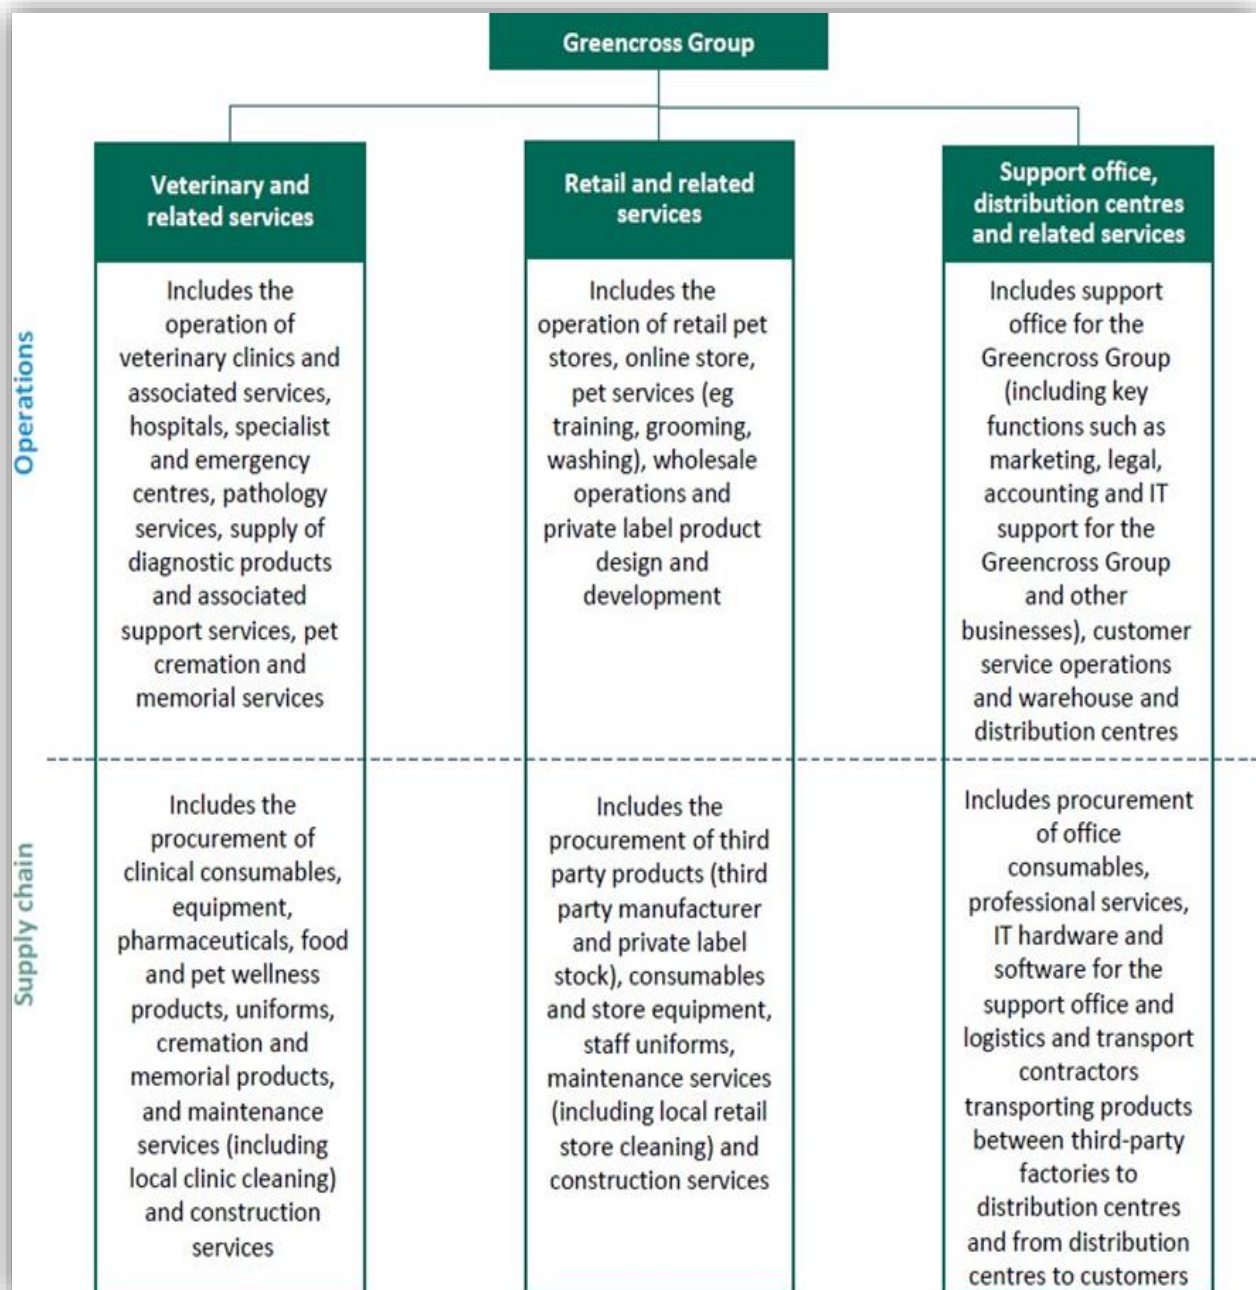 Greencross Group
Veterinary and
related services
Retail and related
services
Support office,
distribution centres
and related services
Operations
Includes the
operation of
veterinary clinics and
associated services,
hospitals, specialist
and emergency
centres, pathology
services, supply of
diagnostic products
and associated
support services, pet
cremation and
memorial services
Includes the
operation of retail pet
stores, online store,
pet services (eg
training, grooming,
washing), wholesale
operations and
private label product
design and
development
Includes support
office for the
Greencross Group
(including key
functions such as
marketing, legal,
accounting and IT
support for the
Greencross Group
and other
businesses), customer
service operations
and warehouse and
distribution centres
Supply chain
Includes the
procurement of
clinical consumables,
equipment,
pharmaceuticals, food
and pet wellness
products, uniforms,
cremation and
memorial products,
and maintenance
services (including
local clinic cleaning)
and construction
services
Includes the
procurement of third
party products (third
party manufacturer
and private label
stock), consumables
and store equipment,
staff uniforms,
maintenance services
(including local retail
store cleaning) and
construction services
Includes procurement
of office
consumables,
professional services,
IT hardware and
software for the
support office and
logistics and transport
contractors
transporting products
between third-party
factories to
distribution centres
and from distribution
centres to customers